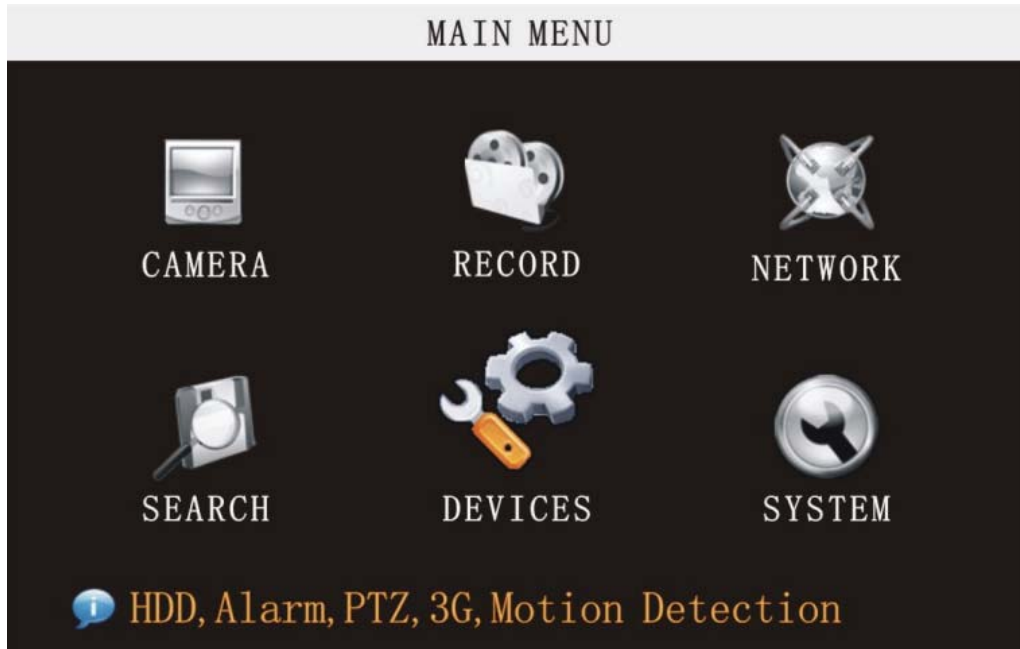 MAIN MENU
CAMERA RECORD NETWORK
SEARCH DEVICES SYSTEM
HDD,Alarm,PTZ,3G,Motion Detection